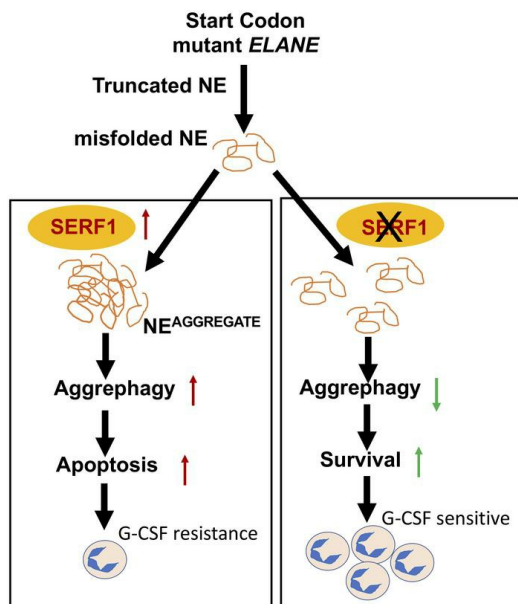 Start Codon
mutant ELANE
Truncated NE
misfolded NE
SERF1
NEAGGREGATE
Aggrephagy
Apoptosis
G-CSF resistance
SERF1
Aggrephagy
Survival
G-CSF sensitive